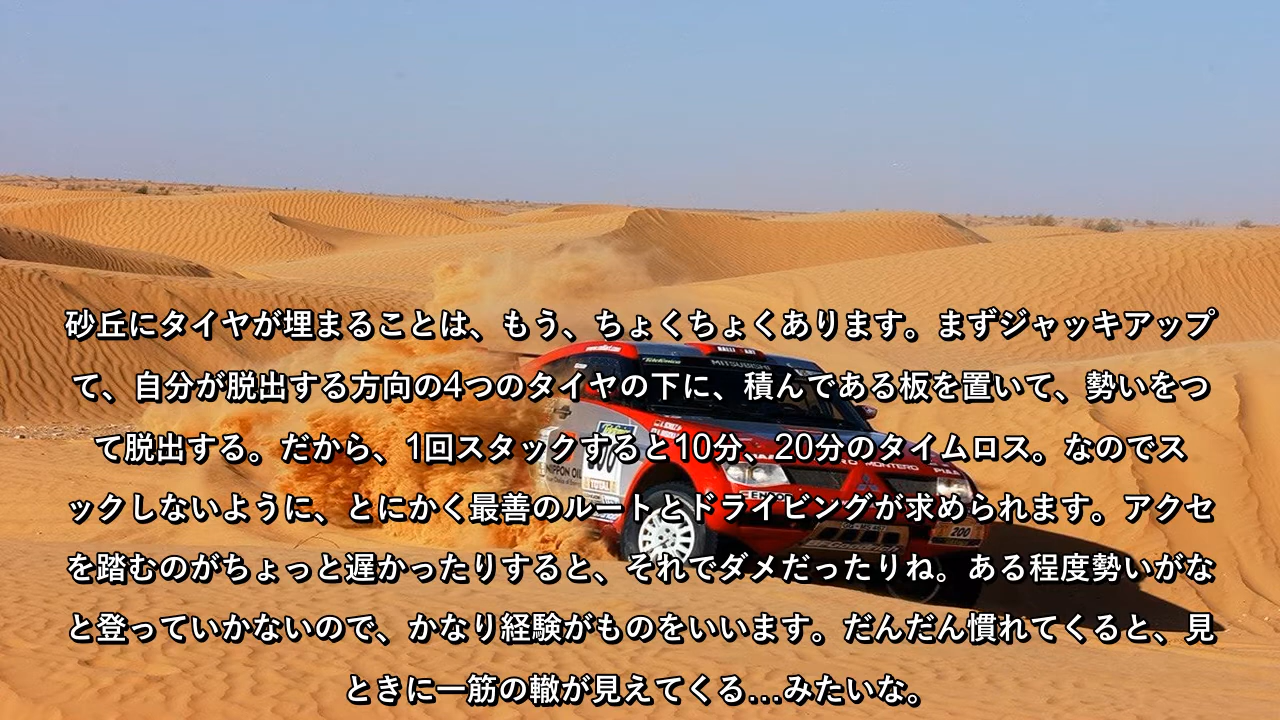 砂丘にタイヤが埋まることは、もう、ちょくちょくあります。まずジャッキアップ
て、自分が脱出する方向の4つのタイヤの下に、積んである板を置いて、勢いをつ
て脱出する。だから、1回スタックすると10分、20分のタイムロス。なのでス
ックしないように、とにかく最善のルートとドライビングが求められます。アクセ
を踏むのがちょっと遅かったりすると、それでダメだったりね。ある程度勢いがな
と登っていかないので、かなり経験がものをいいます。だんだん慣れてくると、見
ときに一筋の轍が見えてくる…みたいな。
RALLI ART
Telefonica
MITSUBISHI
NIPPON OIL
TOTAL
MONTERO
PIAA
BFGoodrich
200